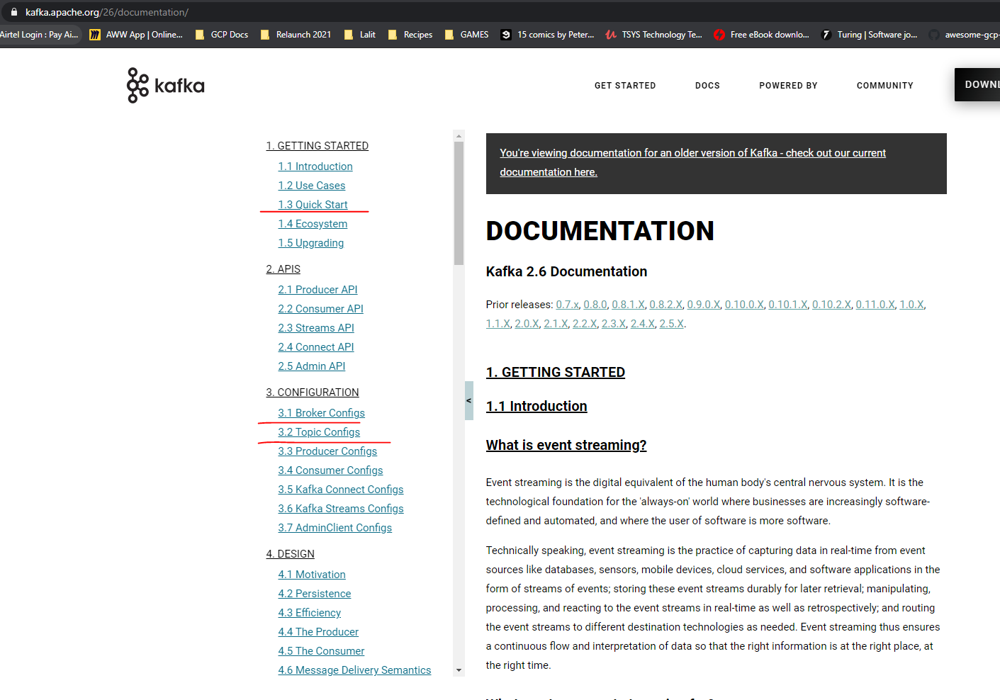 kafka.apache.org/26/documentation/
Airtel Login : Pay Ai... AWW App | Online... GCP Docs Relaunch 2021 Lalit Recipes GAMES 15 comics by Peter... TSYS Technology Te... Free eBook downlo... Turing | Software jo... awesome-gcp-
kafka
GET STARTED DOCS POWERED BY COMMUNITY DOWNL
1. GETTING STARTED
1.1 Introduction
1.2 Use Cases
1.3 Quick Start
1.4 Ecosystem
1.5 Upgrading
2. APIS
2.1 Producer API
2.2 Consumer API
2.3 Streams API
2.4 Connect API
2.5 Admin API
3. CONFIGURATION
3.1 Broker Configs
3.2 Topic Configs
3.3 Producer Configs
3.4 Consumer Configs
3.5 Kafka Connect Configs
3.6 Kafka Streams Configs
3.7 AdminClient Configs
4. DESIGN
4.1 Motivation
4.2 Persistence
4.3 Efficiency
4.4 The Producer
4.5 The Consumer
4.6 Message Delivery Semantics
<
You're viewing documentation for an older version of Kafka - check out our current
documentation here.
DOCUMENTATION
Kafka 2.6 Documentation
Prior releases: 0.7.x, 0.8.0, 0.8.1.X, 0.8.2.X, 0.9.0.X, 0.10.0.X, 0.10.1.X, 0.10.2.X, 0.11.0.X, 1.0.X,
1.1.X, 2.0.X, 2.1.X, 2.2.X, 2.3.X, 2.4.X, 2.5.X.
1. GETTING STARTED
1.1 Introduction
What is event streaming?
Event streaming is the digital equivalent of the human body's central nervous system. It is the
technological foundation for the 'always-on' world where businesses are increasingly software-
defined and automated, and where the user of software is more software.
Technically speaking, event streaming is the practice of capturing data in real-time from event
sources like databases, sensors, mobile devices, cloud services, and software applications in the
form of streams of events; storing these event streams durably for later retrieval; manipulating,
processing, and reacting to the event streams in real-time as well as retrospectively; and routing
the event streams to different destination technologies as needed. Event streaming thus ensures
a continuous flow and interpretation of data so that the right information is at the right place, at
the right time.